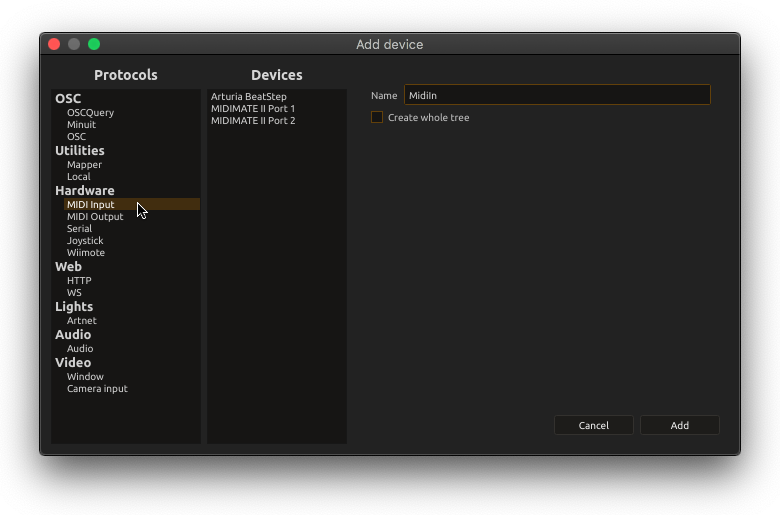 Add device
Protocols
OSC
OSCQuery
Minuit
OSC
Utilities
Mapper
Local
Hardware
MIDI Input
MIDI Output
Serial
Joystick
Wiimote
Web
HTTP
WS
Lights
Artnet
Audio
Audio
Video
Window
Camera input
Devices
Arturia BeatStep
MIDIMATE II Port 1
MIDIMATE II Port 2
Name MidiIn
Create whole tree
Cancel Add